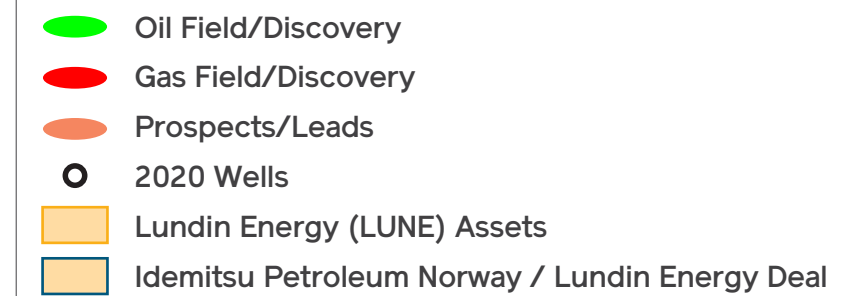 Oil Field/Discovery
Gas Field/Discovery
Prospects/Leads
2020 Wells
Lundin Energy (LUNE) Assets
Idemitsu Petroleum Norway / Lundin Energy Deal